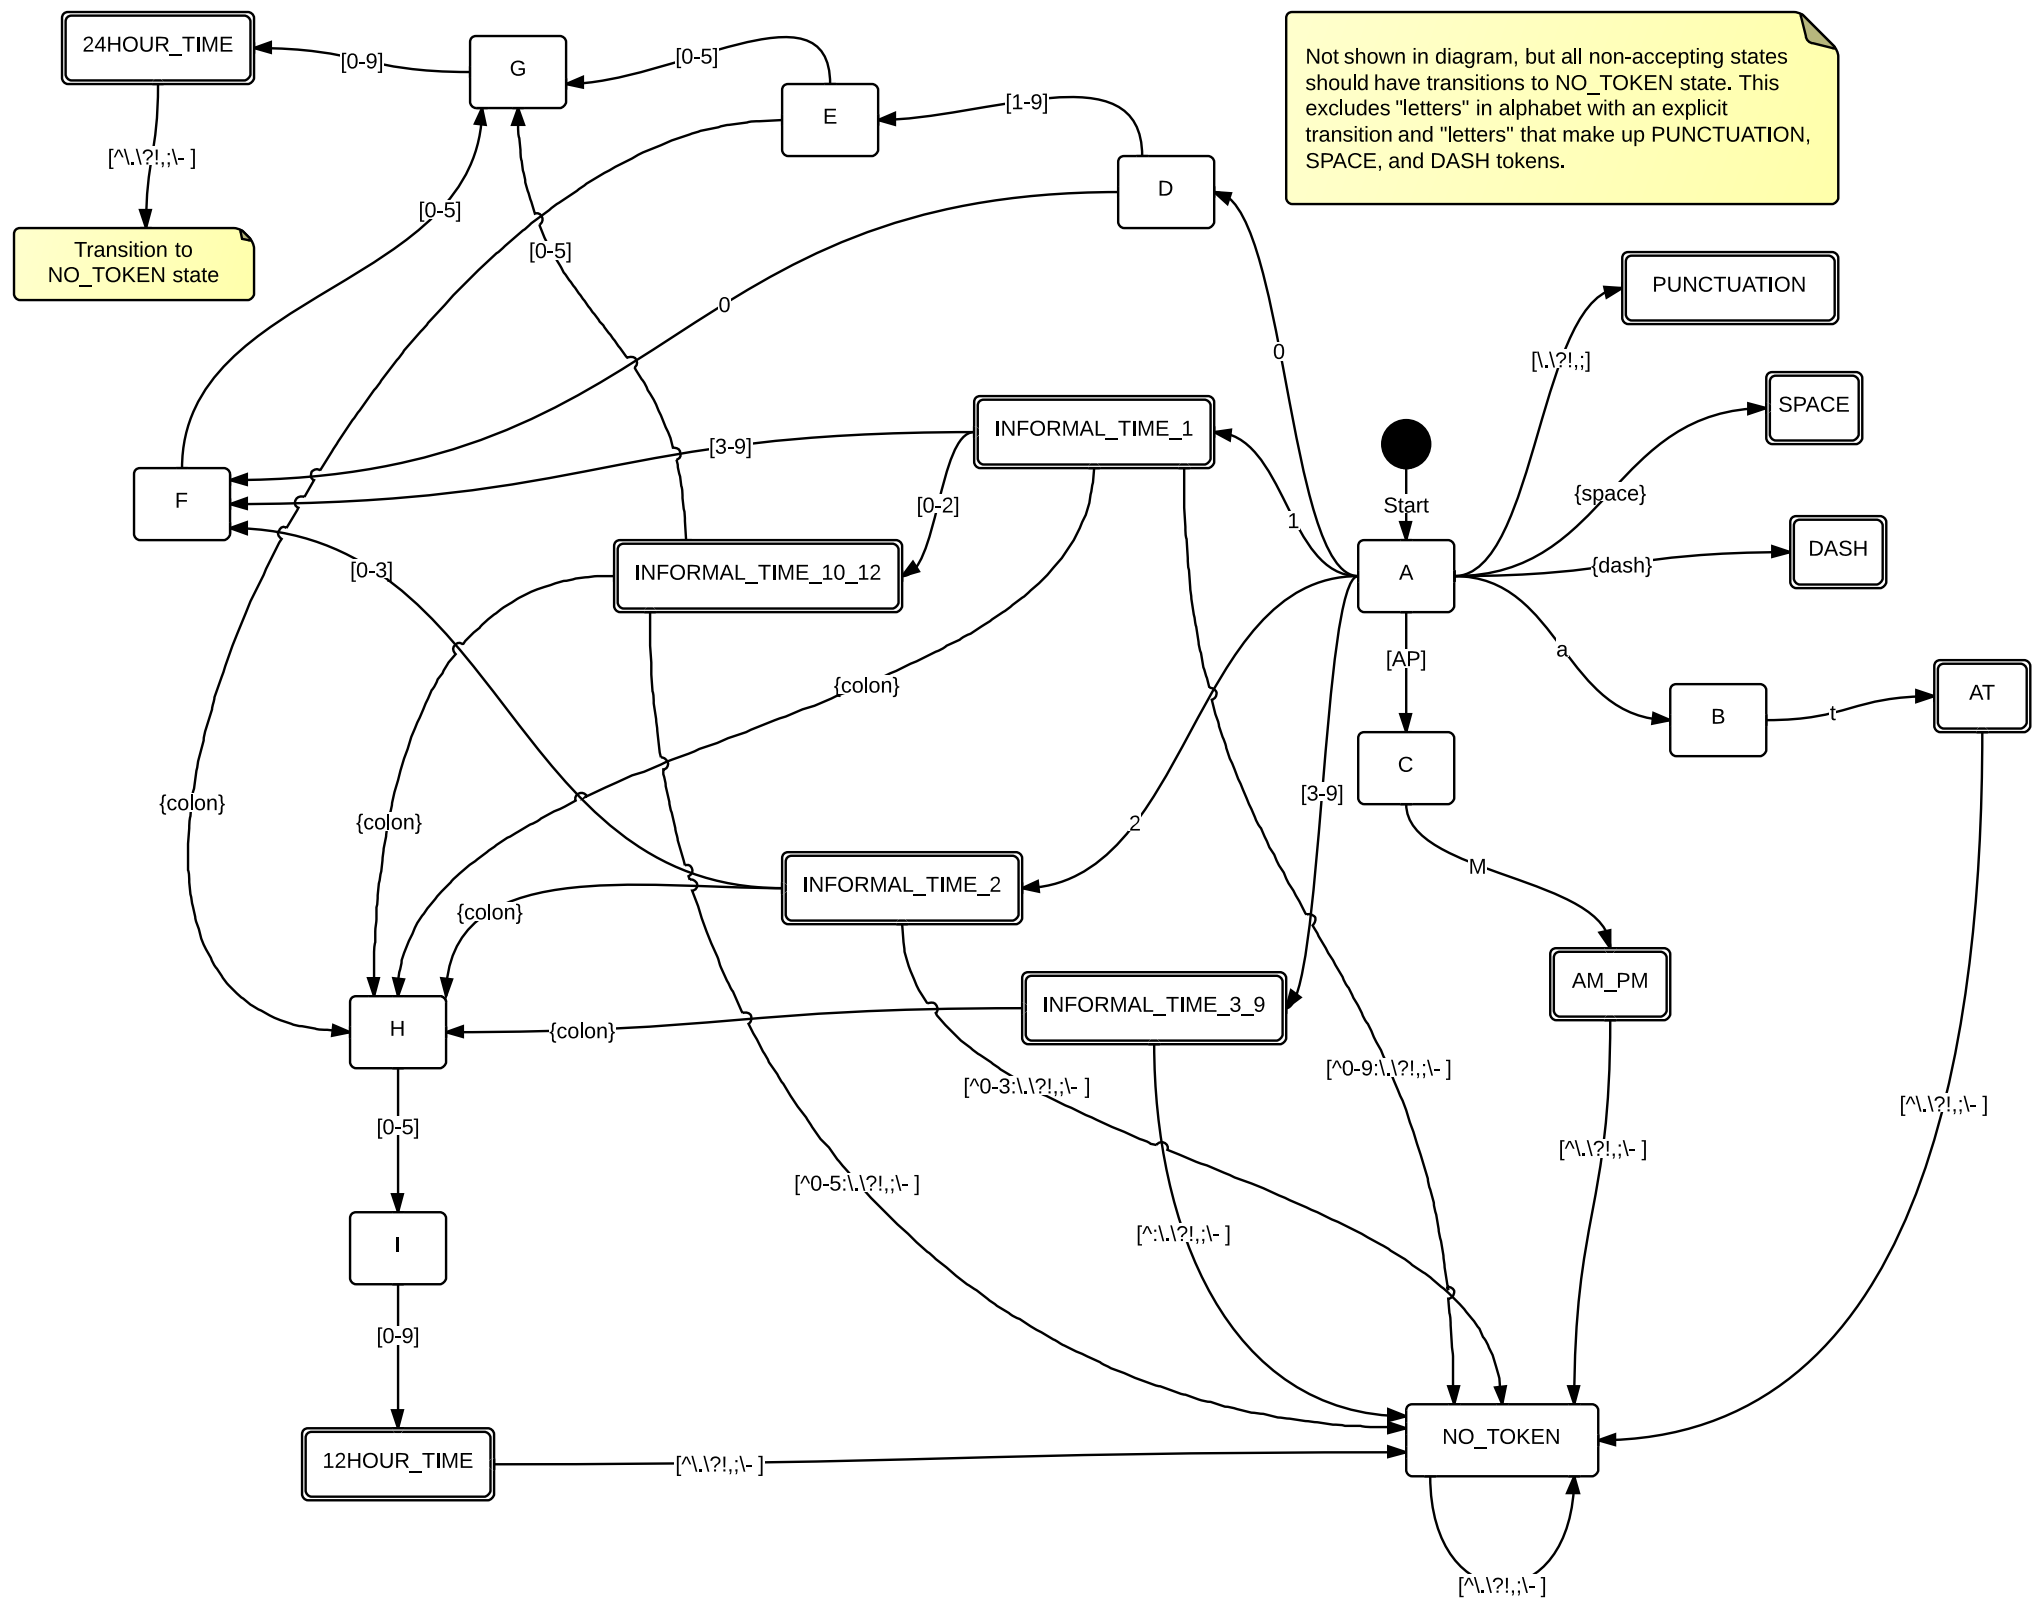 24HOUR_TIME
[0-9]
G
[0-5]
E
[1-9]
D
Not shown in diagram, but all non-accepting states
should have transitions to NO_TOKEN state. This
excludes "letters" in alphabet with an explicit
transition and "letters" that make up PUNCTUATION,
SPACE, and DASH tokens.
[^\.\?!,;\- ]
Transition to
NO_TOKEN state
[0-5]
[0-5]
0
0
PUNCTUATION
[\.\?!,;]
SPACE
{space}
DASH
{dash}
INFORMAL_TIME_1
[3-9]
[0-2]
1
Start
A
F
[0-3]
INFORMAL_TIME_10_12
[AP]
a
B
t
AT
C
{colon}
{colon}
{colon}
2
[3-9]
M
INFORMAL_TIME_2
{colon}
AM_PM
INFORMAL_TIME_3_9
H
{colon}
[^0-3:\.\?!,;\- ]
[^0-9:\.\?!,;\- ]
[^\.\?!,;\- ]
[^\.\?!,;\- ]
[0-5]
[^0-5:\.\?!,;\- ]
[^:\.\?!,;\- ]
I
[0-9]
12HOUR_TIME
[^\.\?!,;\- ]
NO_TOKEN
[^\.\?!,;\- ]